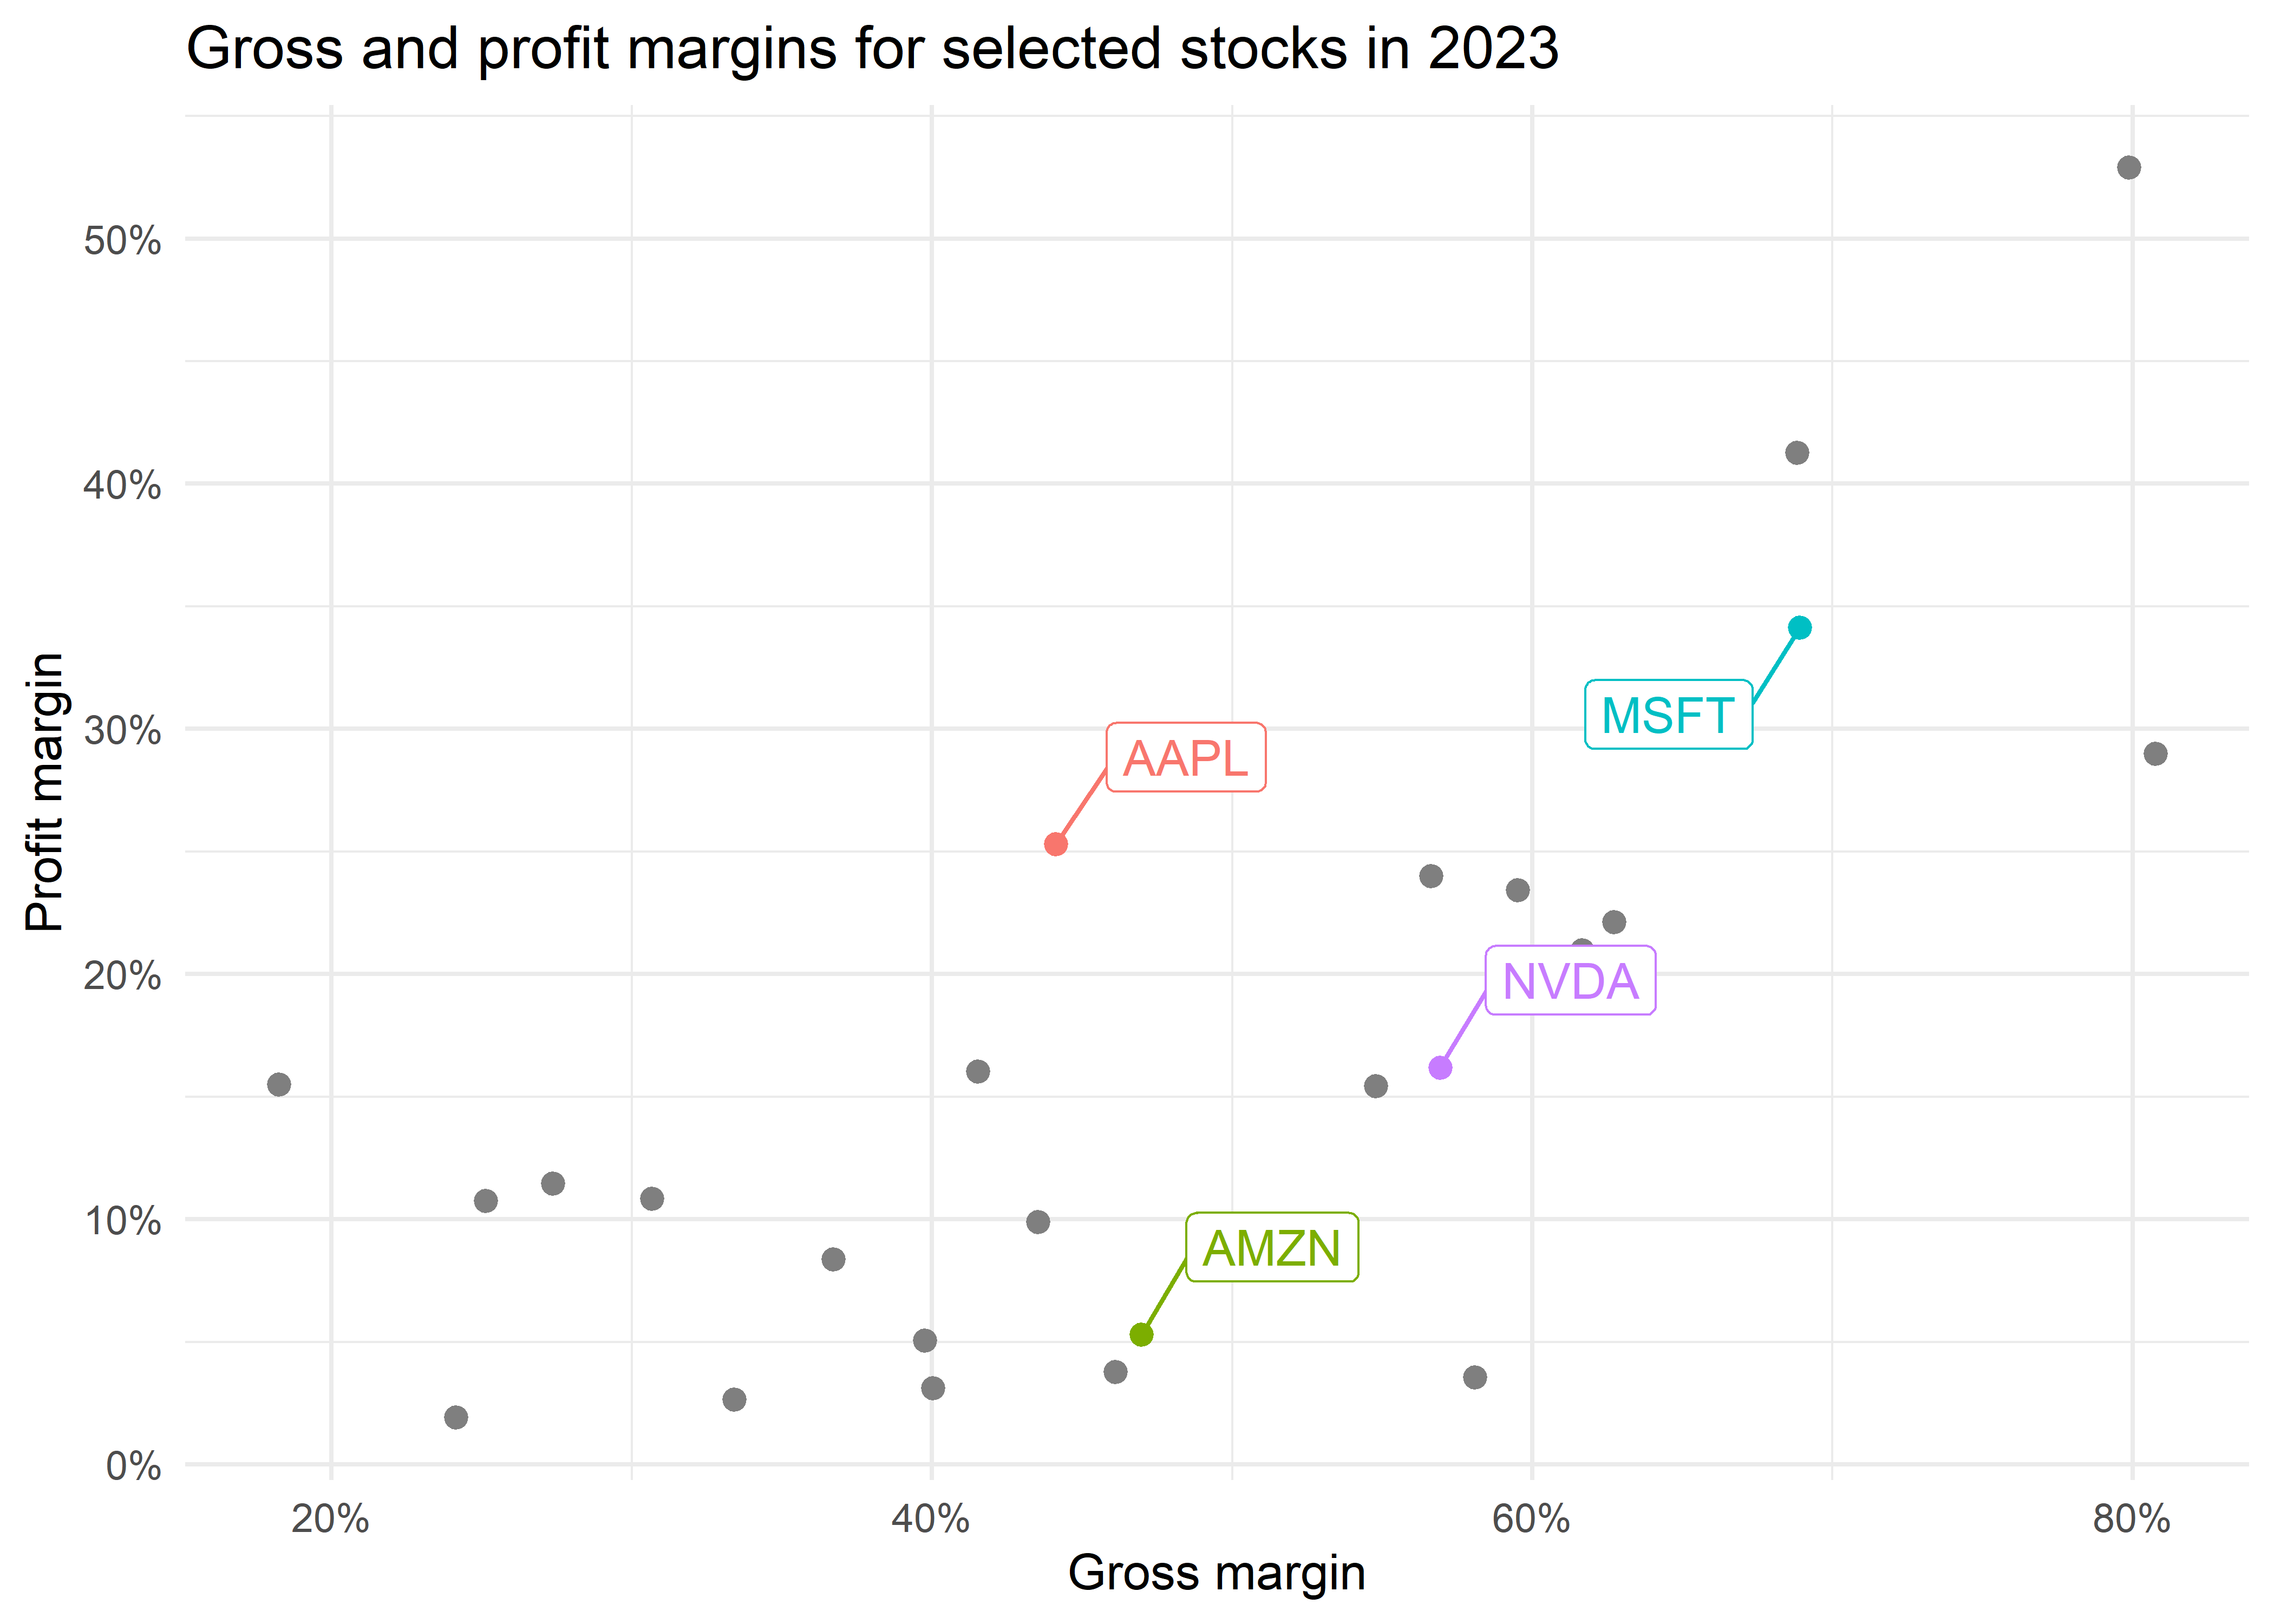 Gross and profit margins for selected stocks in 2023
Profit margin
50%
40%
30%
20%
10%
0%
MSFT
AAPL
NVDA
AMZN
20%
40%
60%
80%
Gross margin